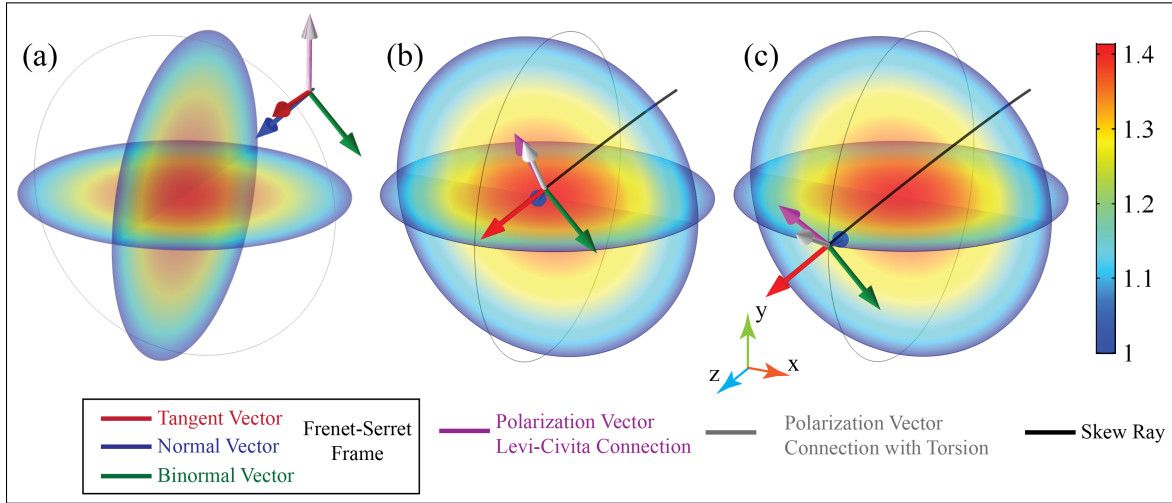 (a)
(b)
(c)
1.4
1.3
1.2
1.1
1
y
x
z
Tangent Vector
Normal Vector
Binormal Vector
Frenet-Serret
Frame
Polarization Vector
Levi-Civita Connection
Polarization Vector
Connection with Torsion
Skew Ray